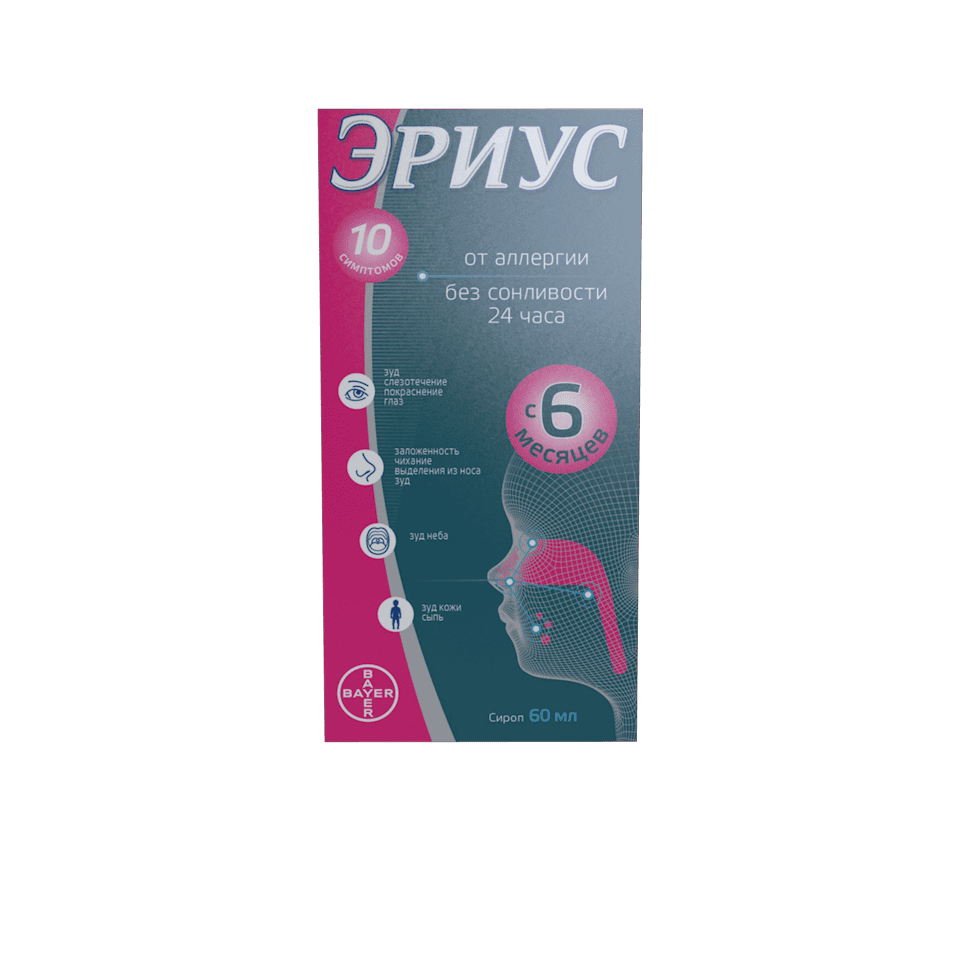 ЭРИУС
10
СИМПТОМОВ
от аллергии
без сонливости
24 часа
с 6
месяцев
зуд
слезотечение
покраснение
глаз
заложенность
чихание
выделения из носа
зуд
зуд неба
зуд кожи
сыпь
BAYER
BAYER
Сироп 60 мл